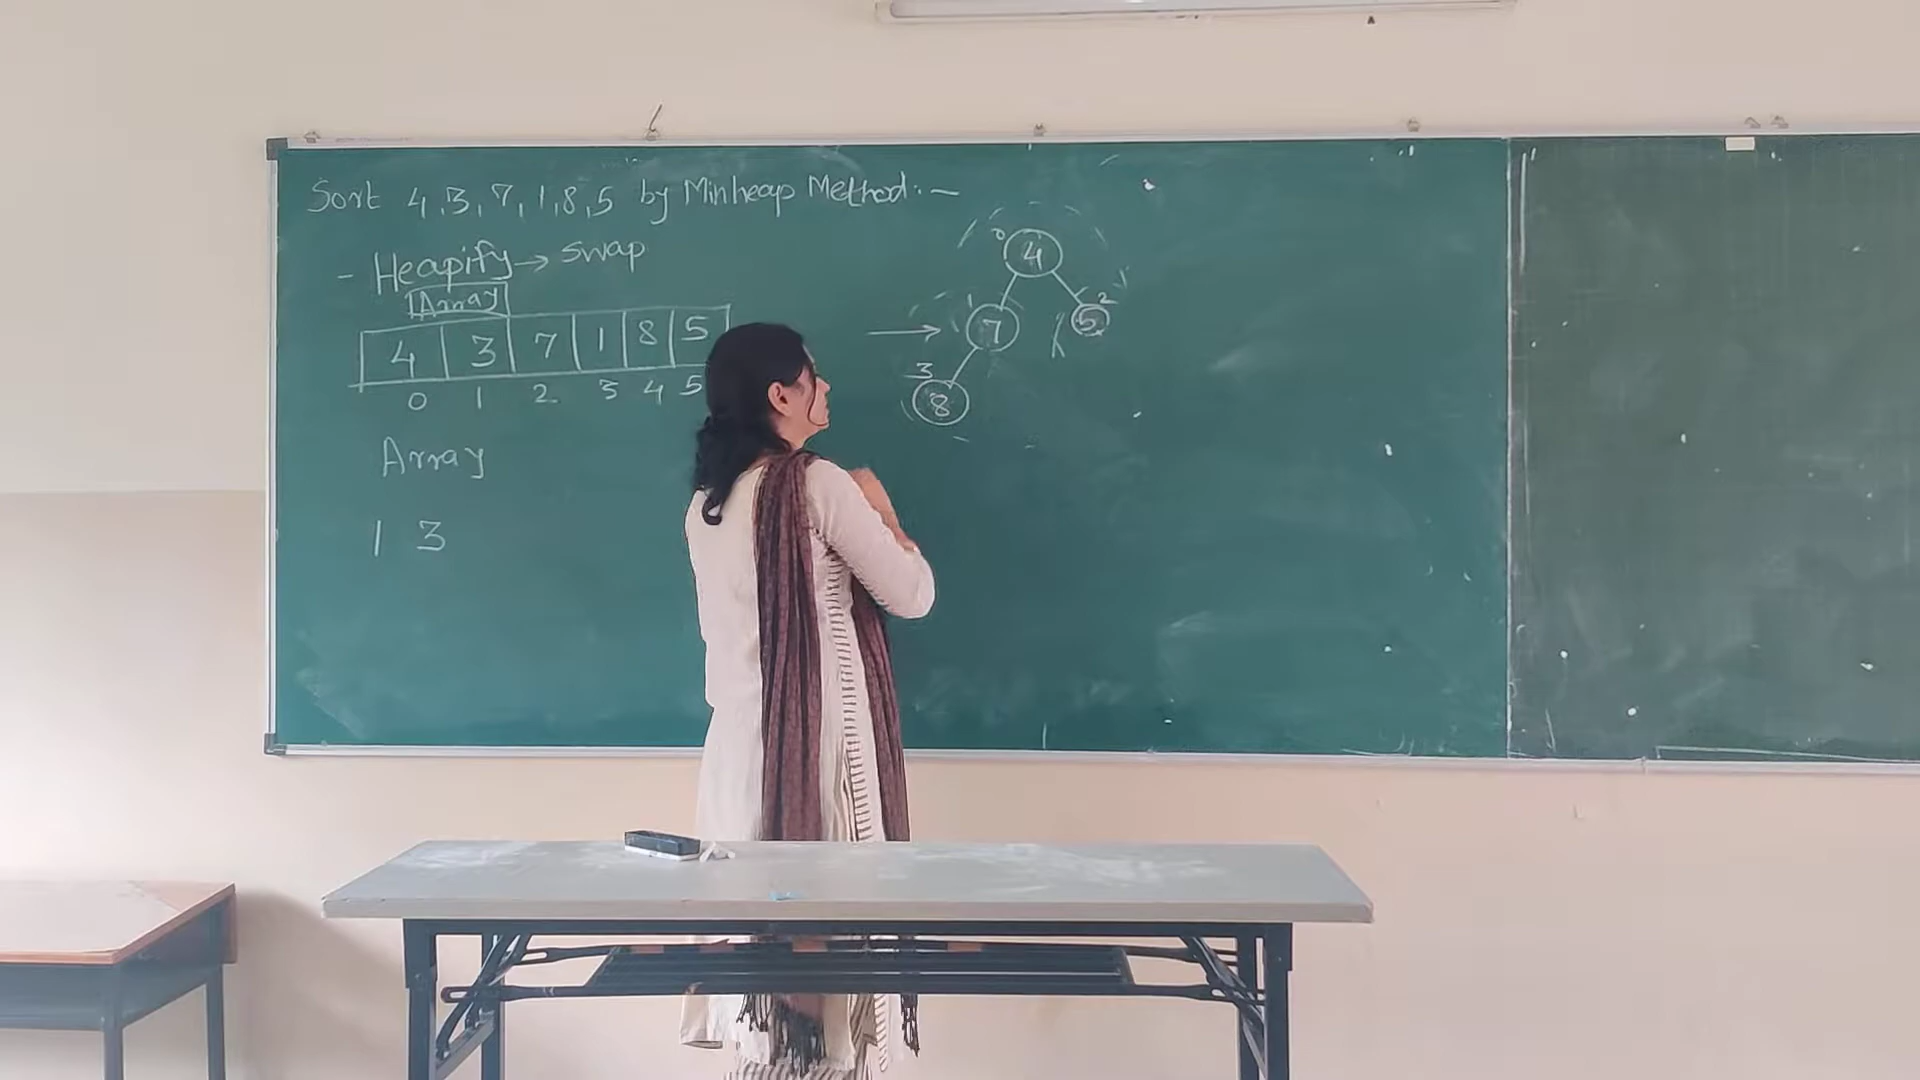 Sort 4,3,7,1,8,5 by Minheap Method:-
- Heapify → swap
Array
4 3 7 1 8 5
0 1 2 3 4 5
Array
1 3
0
4
1 2
7 5
3
8